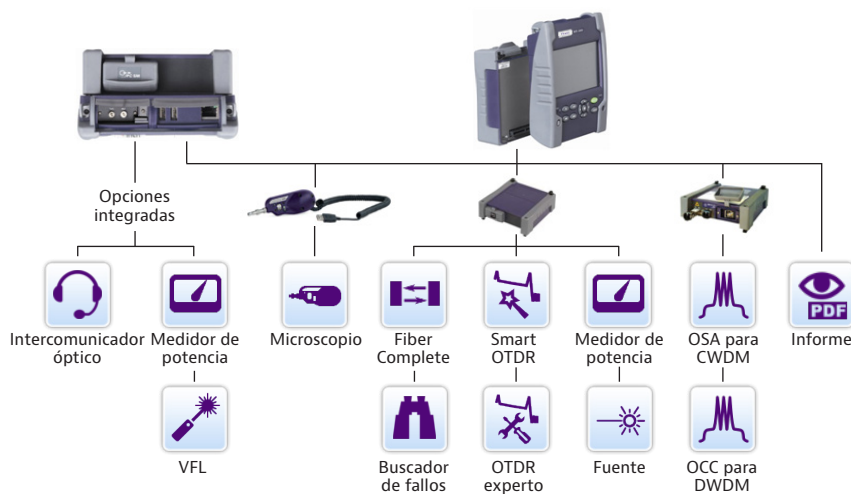 Opciones
integradas
PDF
Intercomunicador
óptico
Medidor de
potencia
Microscopio
Fiber
Complete
Smart
OTDR
Medidor de
potencia
OSA para
CWDM
Informe
VFL
Buscador
de fallos
OTDR
experto
Fuente
OCC para
DWDM